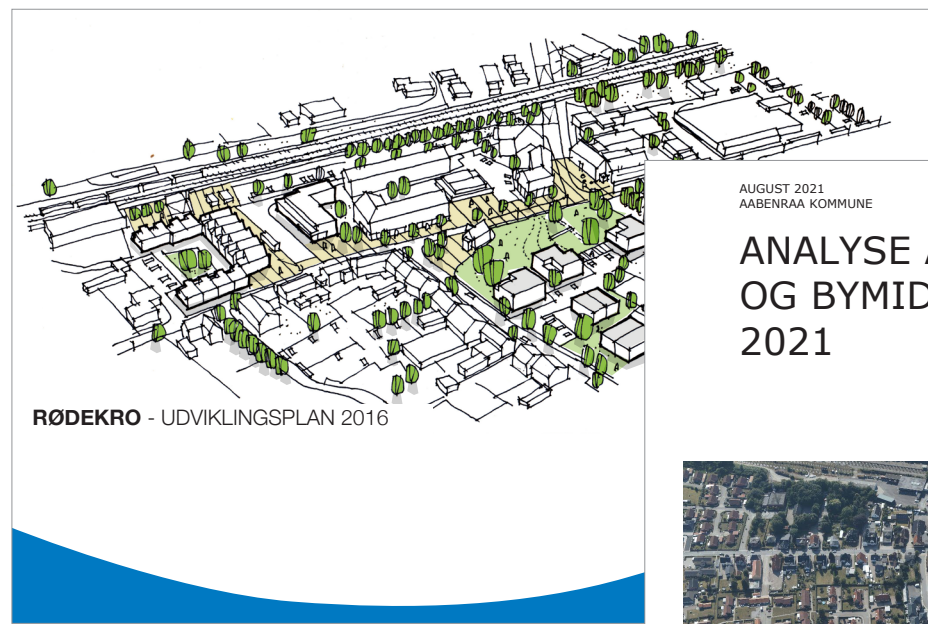 RØDEKRO - UDVIKLINGSPLAN 2016
AUGUST 2021
AABENRAA KOMMUNE
ANALYSE
OG BYMID
2021